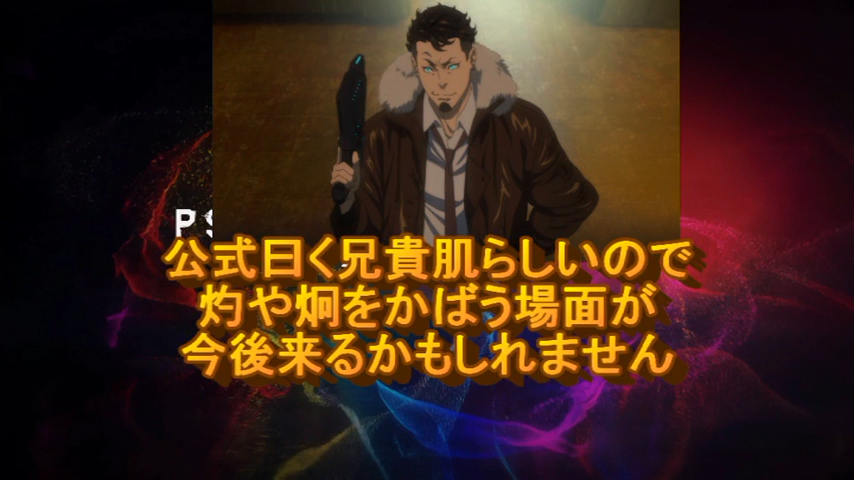 PS
公式曰く兄貴肌らしいので
灼や炯をかばう場面が
今後来るかもしれません